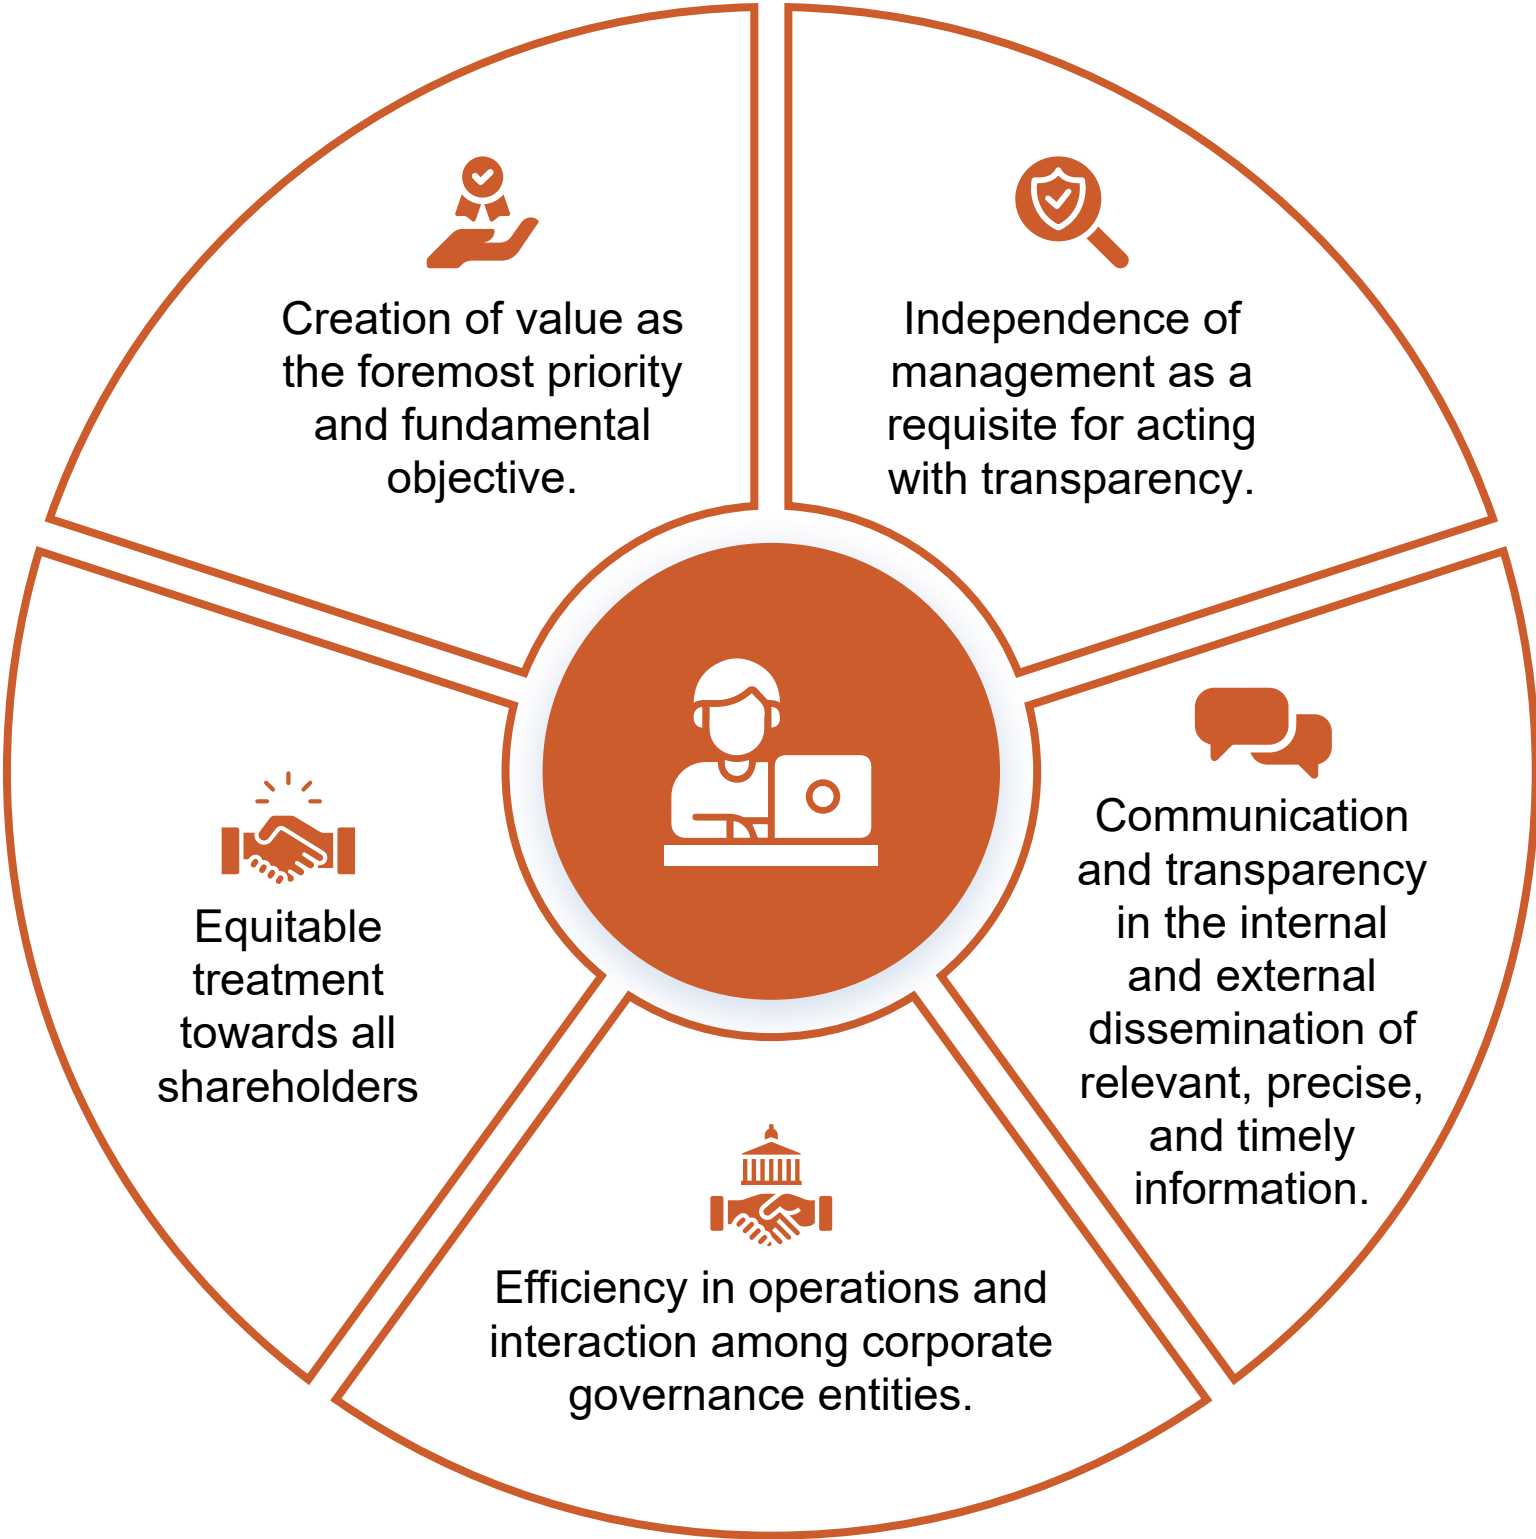 Creation of value as
the foremost priority
and fundamental
objective.
Independence of
management as a
requisite for acting
with transparency.
Communication
and transparency
in the internal
and external
dissemination of
relevant, precise,
and timely
information.
Efficiency in operations and
interaction among corporate
governance entities.
Equitable
treatment
towards all
shareholders